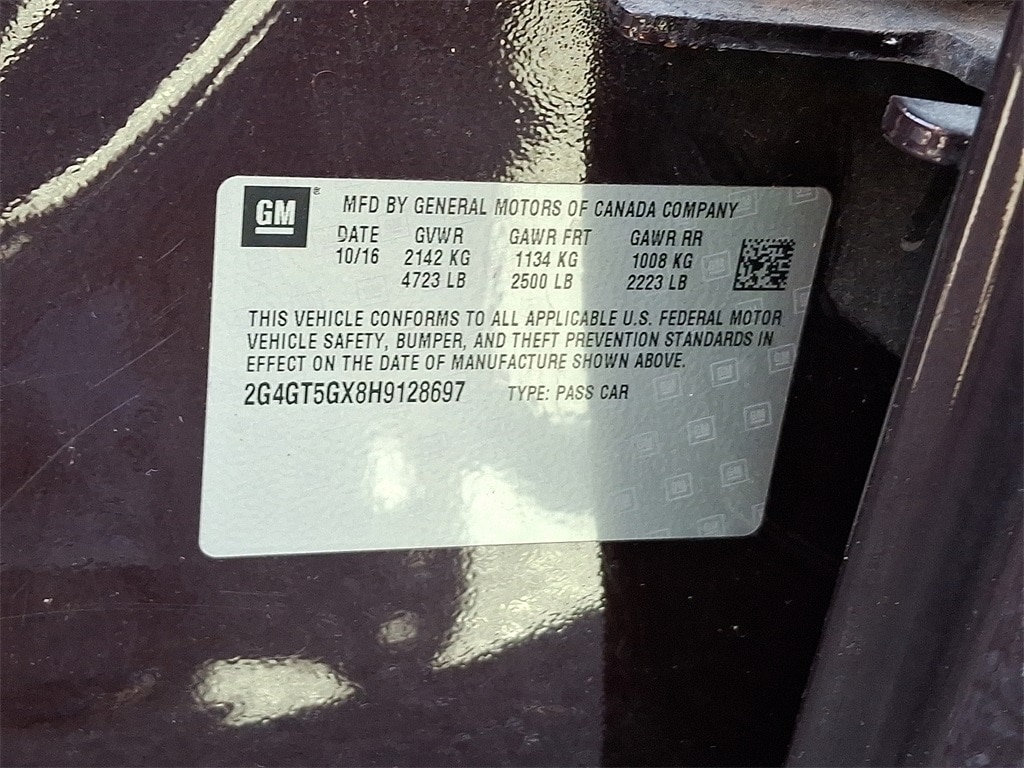 GM
MFD BY GENERAL MOTORS OF CANADA COMPANY
DATE GVWR GAWR FRT GAWR RR
10/16 2142 KG 1134 KG 1008 KG
4723 LB 2500 LB 2223 LB
THIS VEHICLE CONFORMS TO ALL APPLICABLE U.S. FEDERAL MOTOR
VEHICLE SAFETY, BUMPER, AND THEFT PREVENTION STANDARDS IN
EFFECT ON THE DATE OF MANUFACTURE SHOWN ABOVE.
2G4GT5GX8H9128697 TYPE: PASS CAR